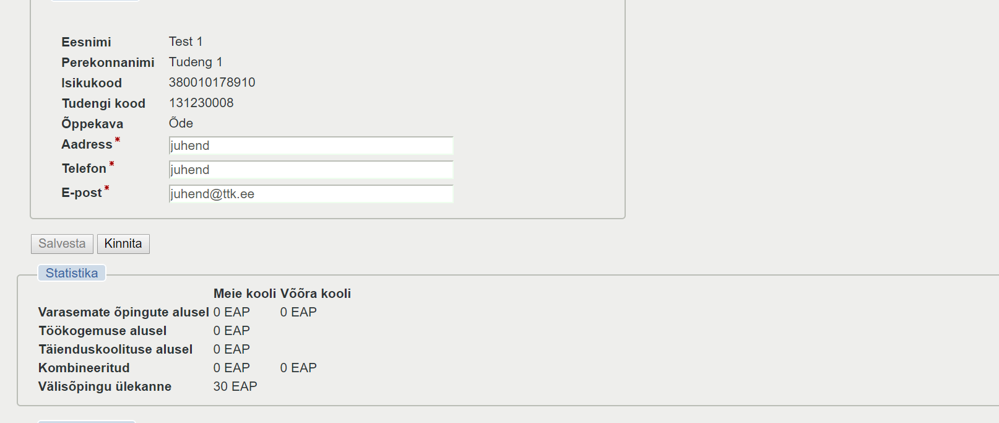 Eesnimi Test 1
Perekonnanimi Tudeng 1
Isikukood 380010178910
Tudengi kood 131230008
Õppekava Õde
Aadress* juhend
Telefon* juhend
E-post* juhend@ttk.ee
Salvesta Kinnita
Statistika
Meie kooli Võõra kooli
Varasemate õpingute alusel 0 EAP 0 EAP
Töökogemuse alusel 0 EAP
Täienduskoolituse alusel 0 EAP
Kombineeritud 0 EAP 0 EAP
Välisõpingu ülekanne 30 EAP